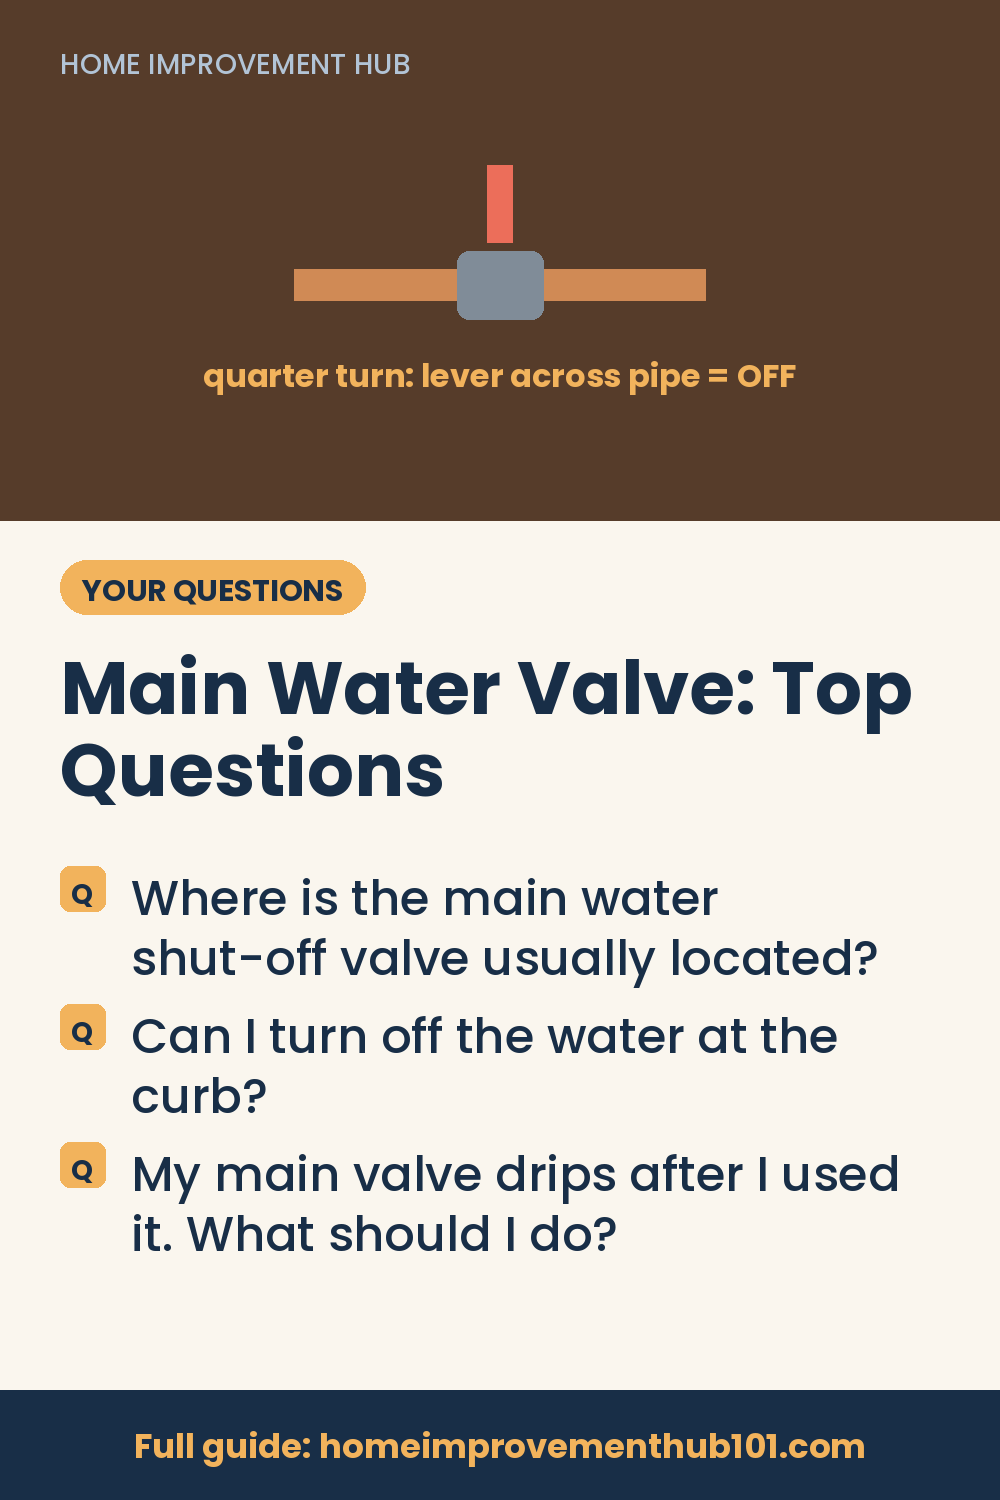 HOME IMPROVEMENT HUB
quarter turn: lever across pipe = OFF
YOUR QUESTIONS
Main Water Valve: Top
Questions
Q Where is the main water
shut-off valve usually located?
Q Can I turn off the water at the
curb?
Q My main valve drips after I used
it. What should I do?
Full guide: homeimprovementhub101.com